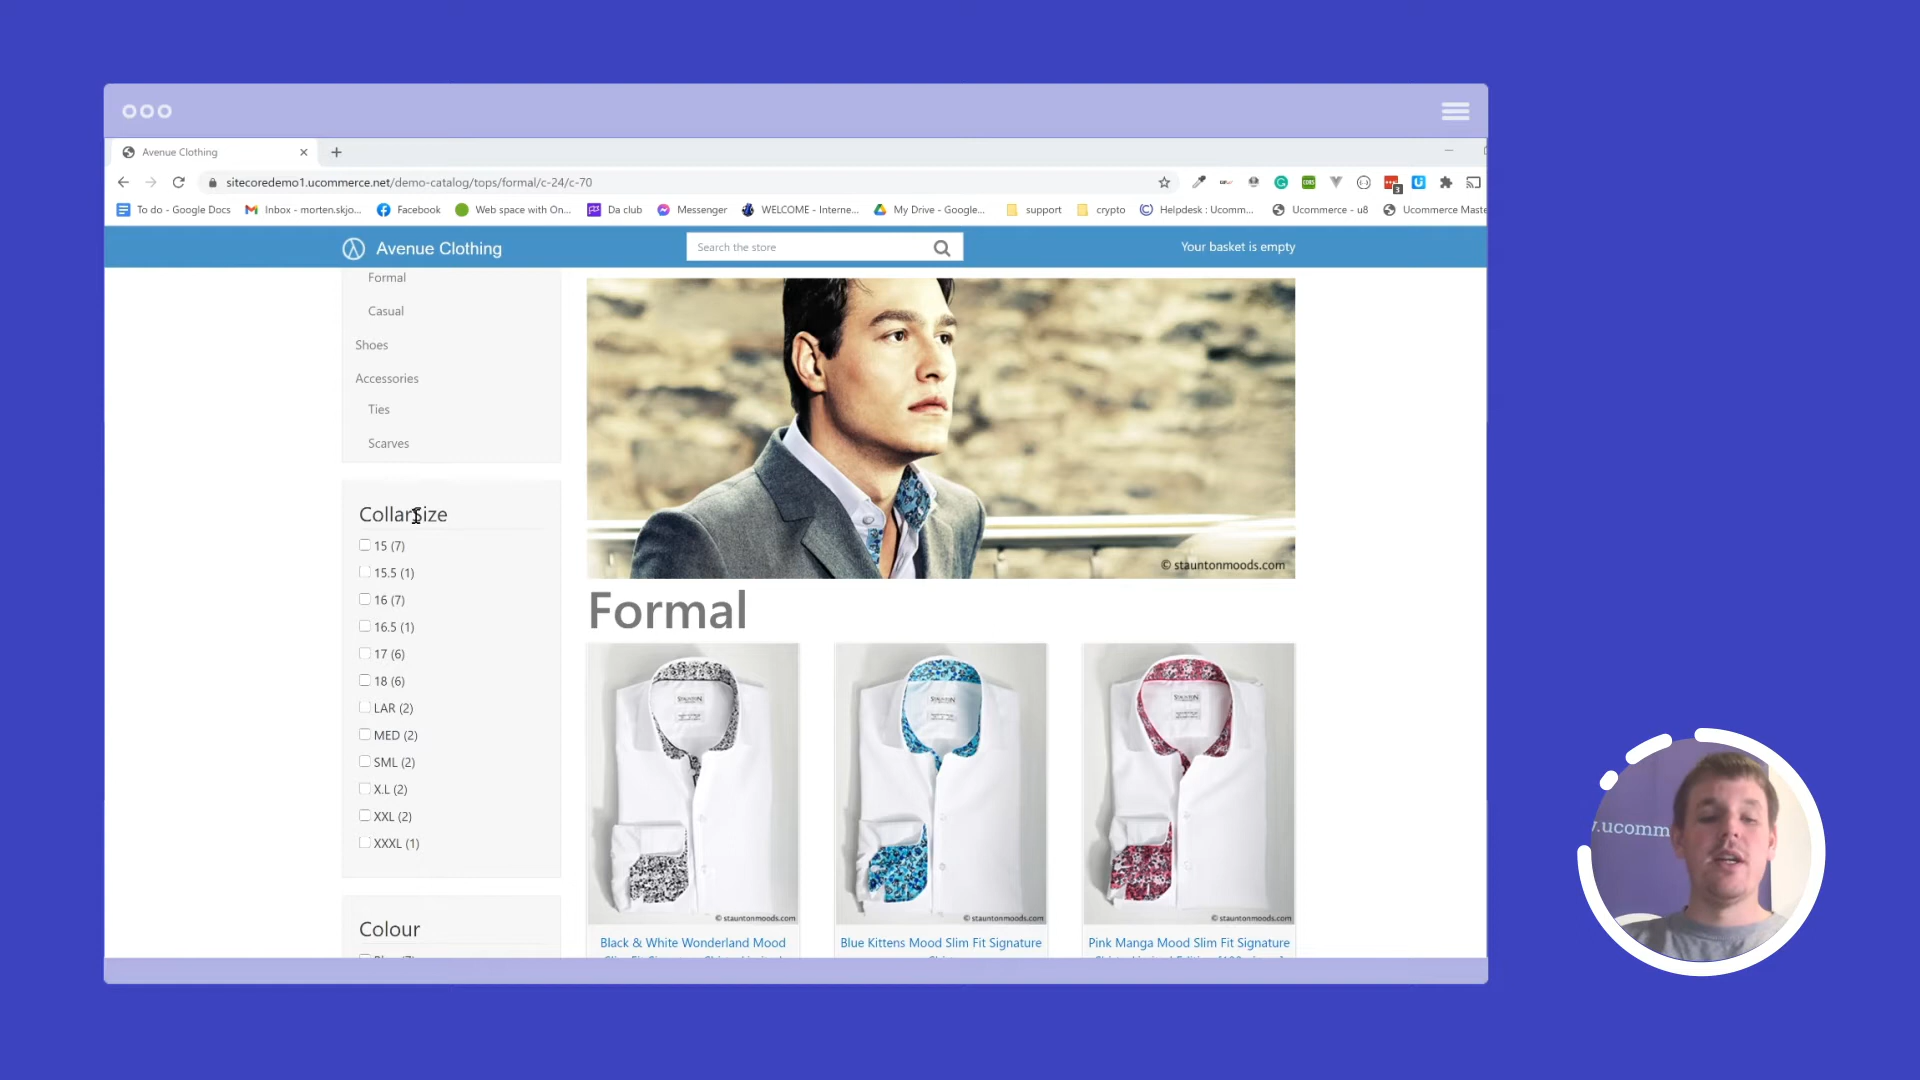 Avenue Clothing
sitecoredemo1.ucommerce.net/demo-catalog/tops/formal/c-24/c-70
To do - Google Docs
Inbox - morten.skjo...
Facebook
Web space with On...
Da club
Messenger
WELCOME - Interne...
My Drive - Google...
support
crypto
Helpdesk : Ucomm...
Ucommerce - u8
Ucommerce Maste
Avenue Clothing
Search the store
Your basket is empty
Formal
Casual
Shoes
Accessories
Ties
Scarves
CollarSize
15 (7)
15.5 (1)
16 (7)
16.5 (1)
17 (6)
18 (6)
LAR (2)
MED (2)
SML (2)
X.L (2)
XXL (2)
XXXL (1)
Colour
© stauntonmoods.com
Formal
© stauntonmoods.com
© stauntonmoods.com
© stauntonmoods.com
Black & White Wonderland Mood
Blue Kittens Mood Slim Fit Signature
Pink Manga Mood Slim Fit Signature
.ucomm